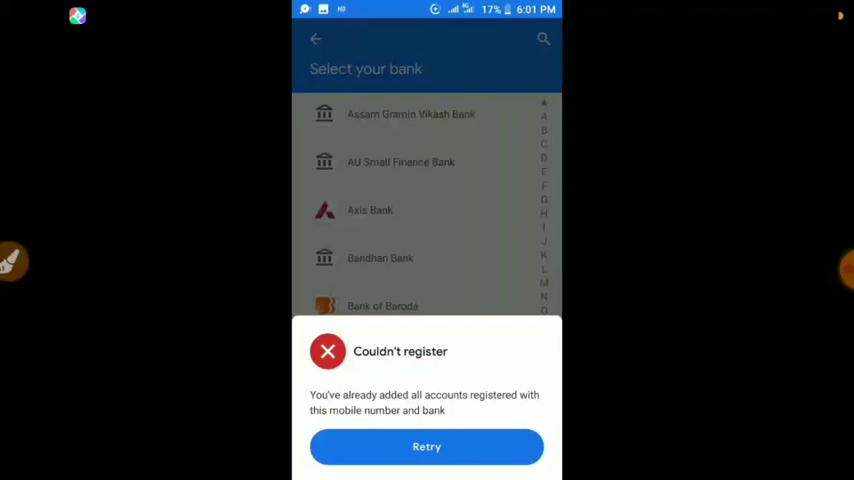 HD 4G 17% 6:01 PM
Select your bank
Assam Gramin Vikash Bank
AU Small Finance Bank
Axis Bank
Bandhan Bank
Bank of Baroda
★
A
B
C
D
E
F
G
H
I
J
K
L
M
N
O
Couldn't register
You've already added all accounts registered with
this mobile number and bank
Retry